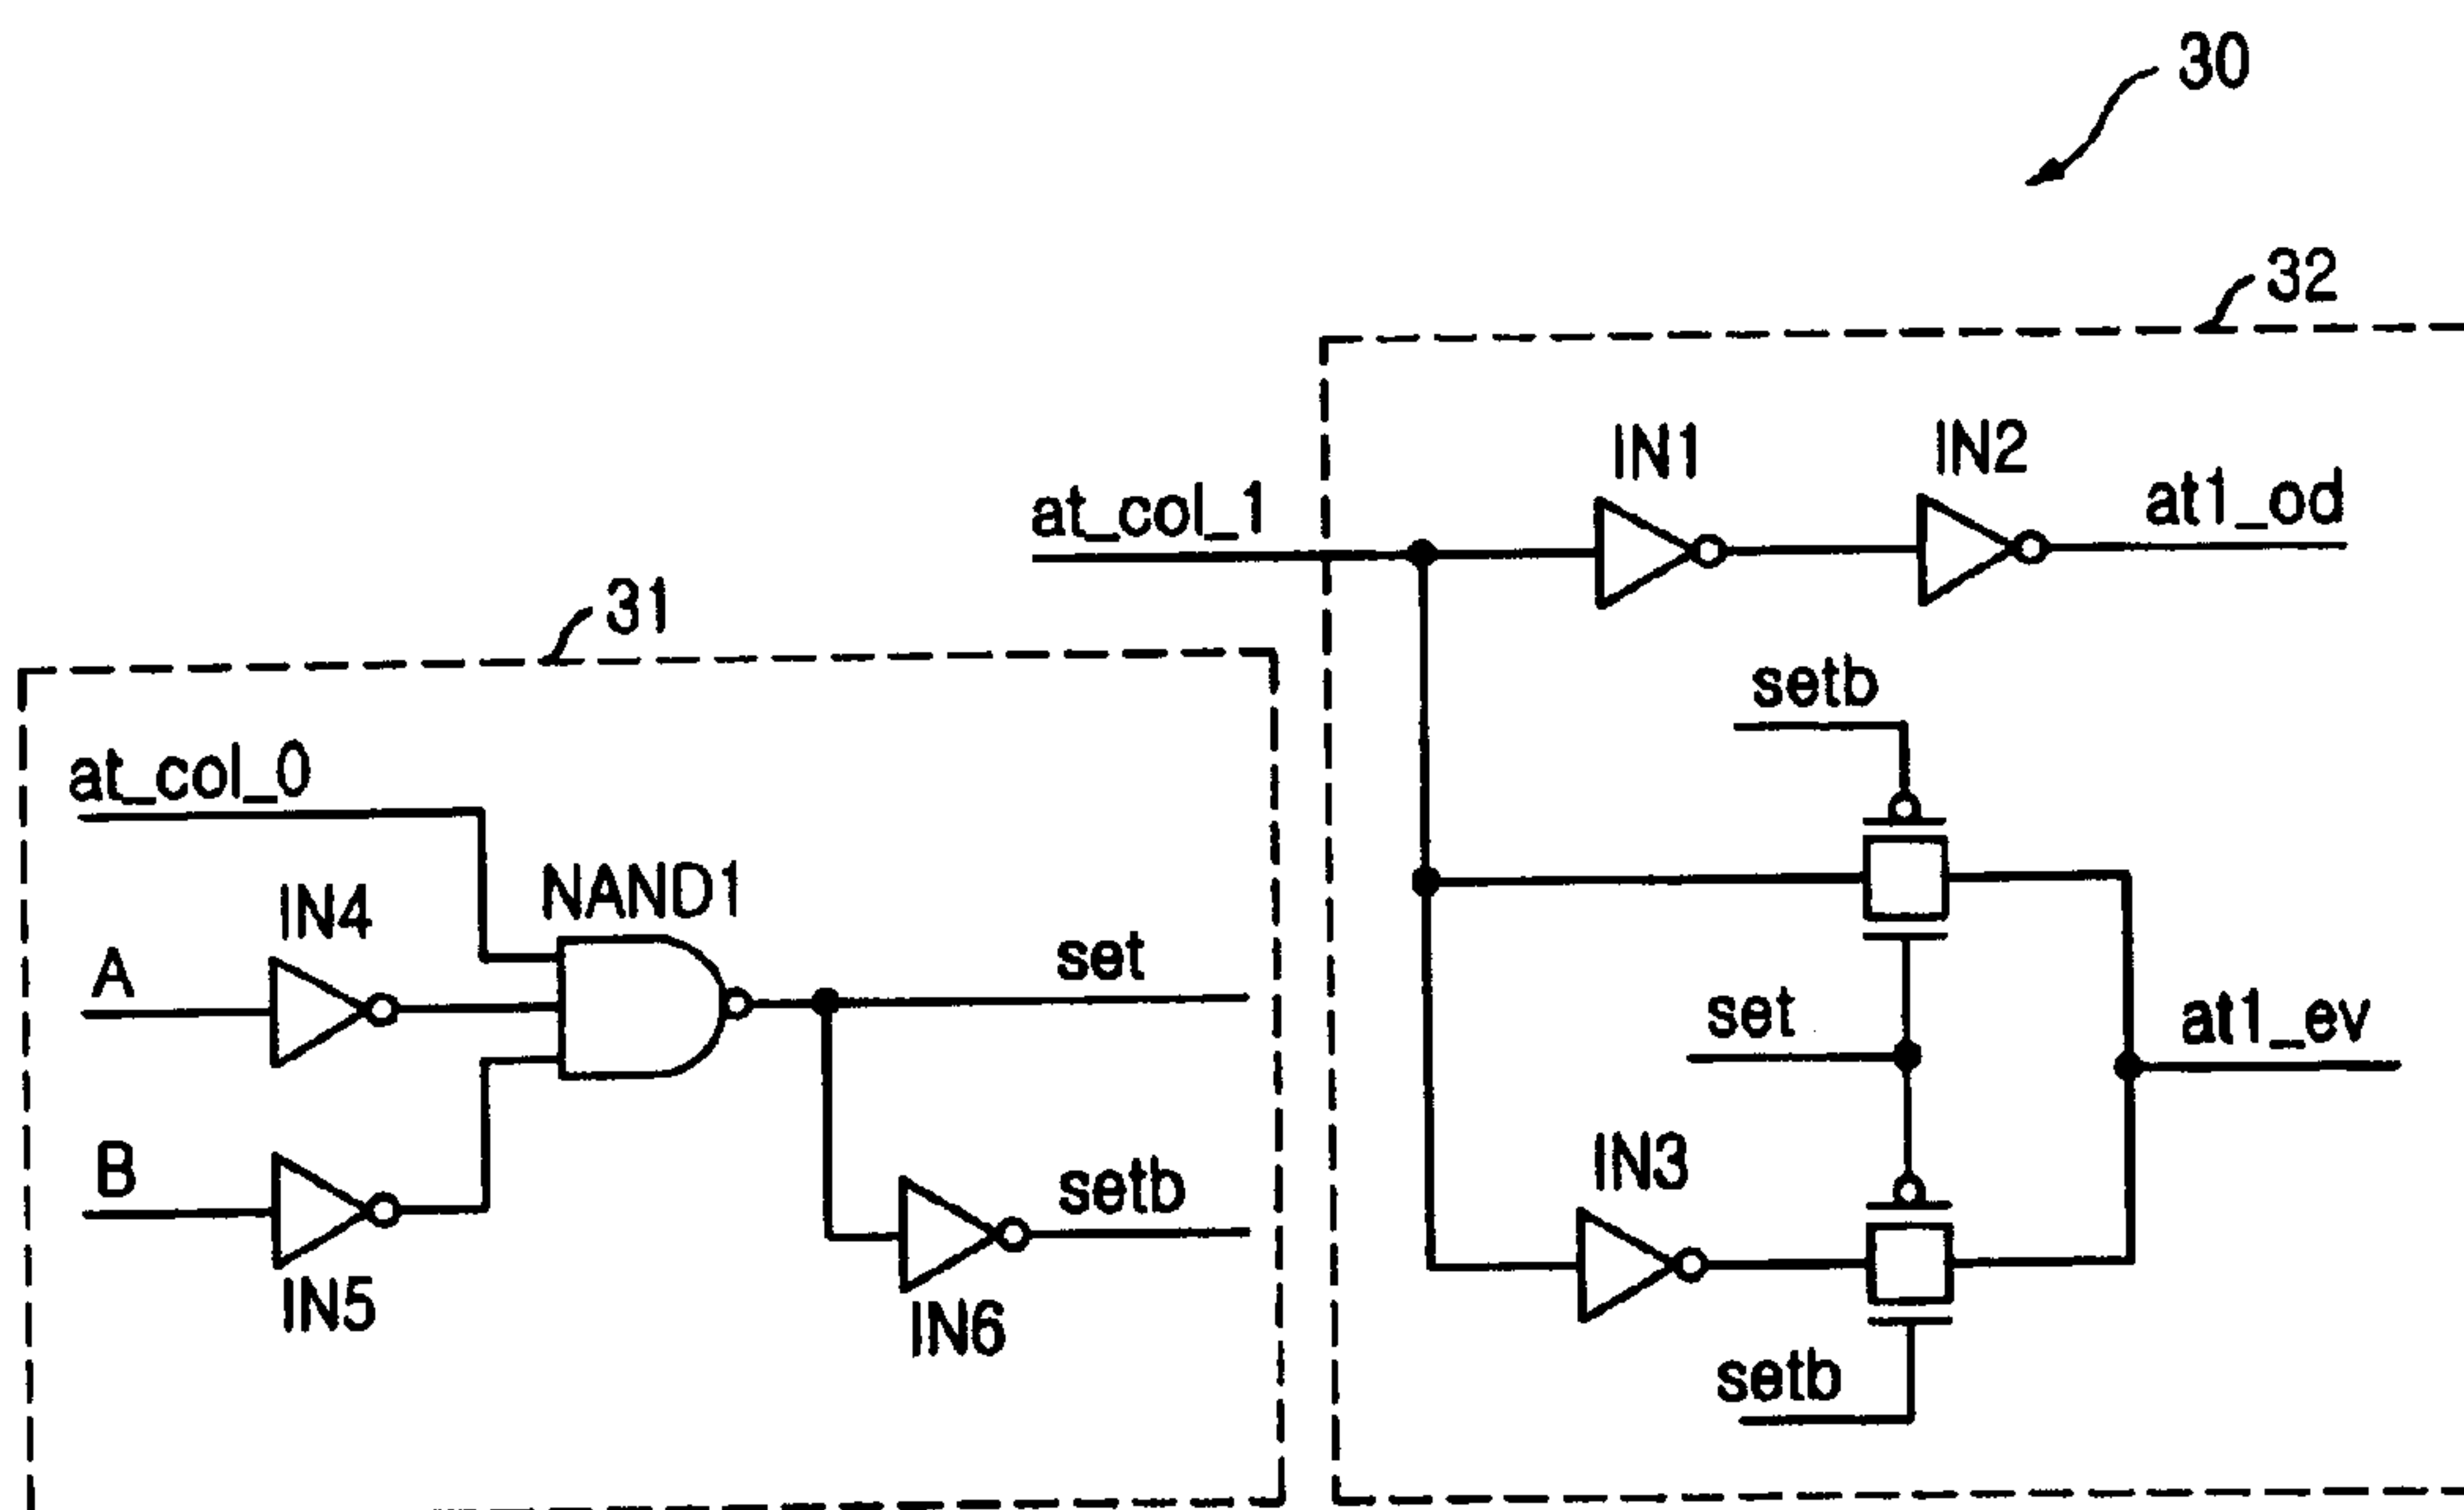 30
32
IN1
IN2
at_col_1
at1_od
31
setb
at_col_0
IN4
NAND1
A
set
set
at1_ev
B
IN3
setb
IN5
IN6
setb